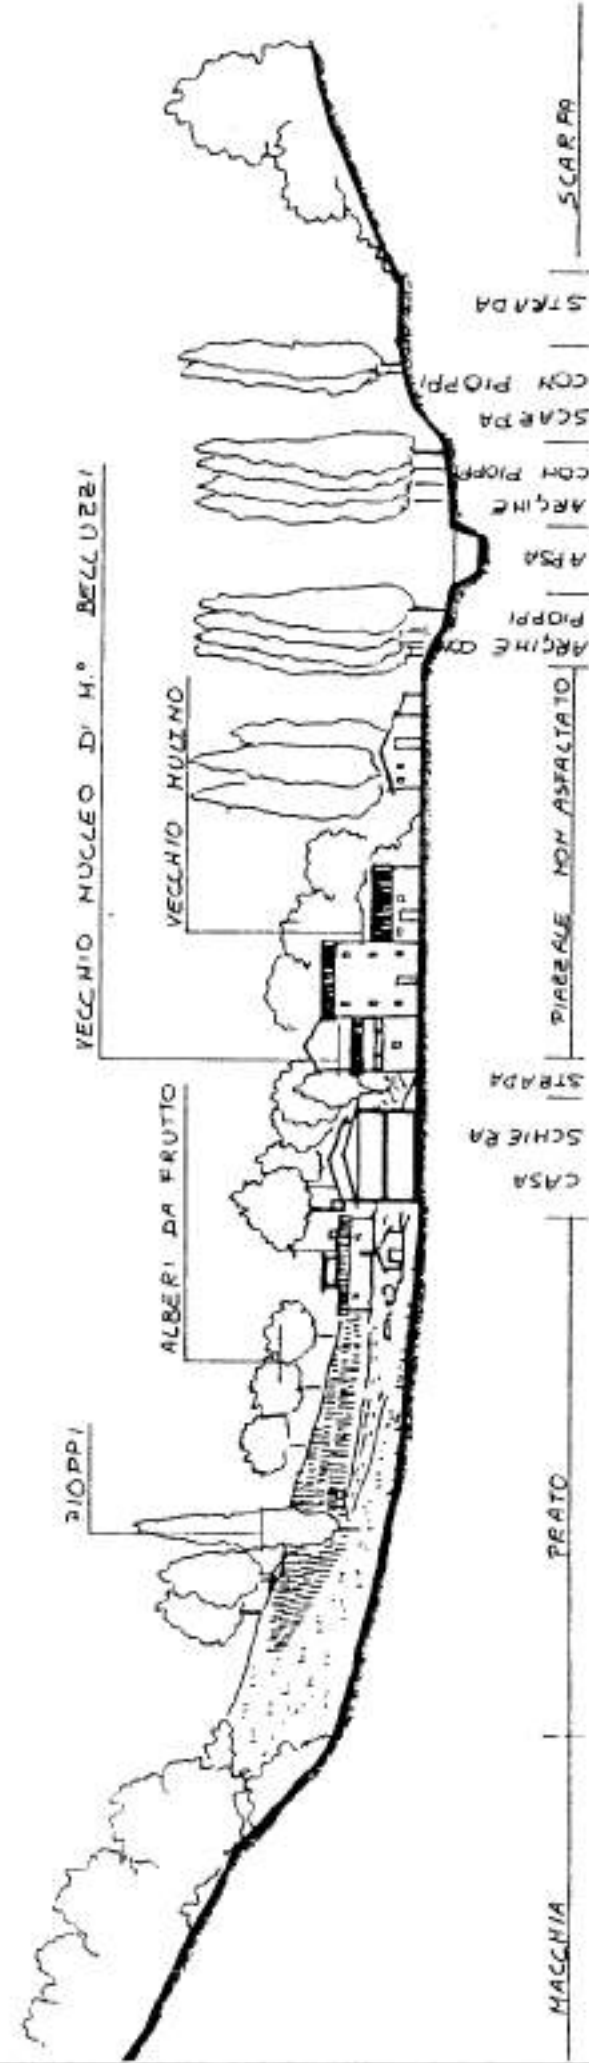 VECCHIO NUCLEO DI M.° BELLUZZI
VECCHIO MULINO
ALBERI DA FRUTTO
PIOPPI
MACCHIA
PRATO
CASA
SCHIERA
STRADA
PIAZZALE NON ASFALTATO
ARGINE CON
PIOPPI
APSA
ARGINE
CON PIOPPI
SCARPA
CON PIOPPI
STRADA
SCARPA